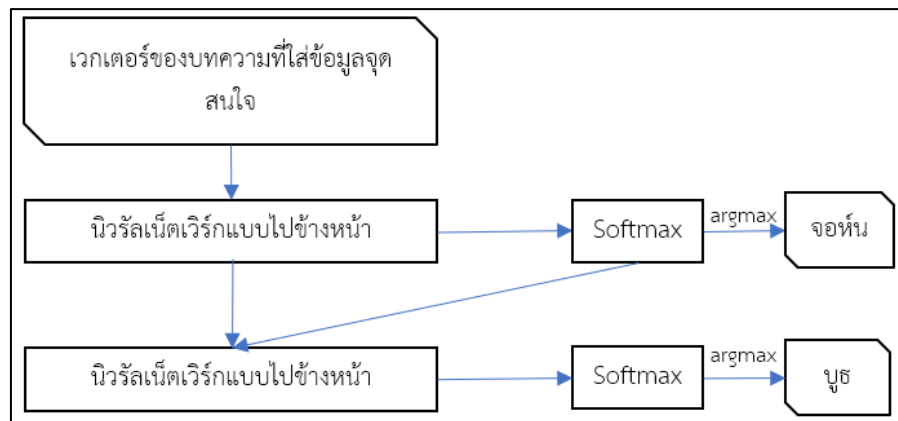 เวกเตอร์ของบทความที่ใส่ข้อมูลจุด
สนใจ
นิวรัลเน็ตเวิร์กแบบไปข้างหน้า
Softmax
argmax
จอห์น
นิวรัลเน็ตเวิร์กแบบไปข้างหน้า
Softmax
argmax
บูธ